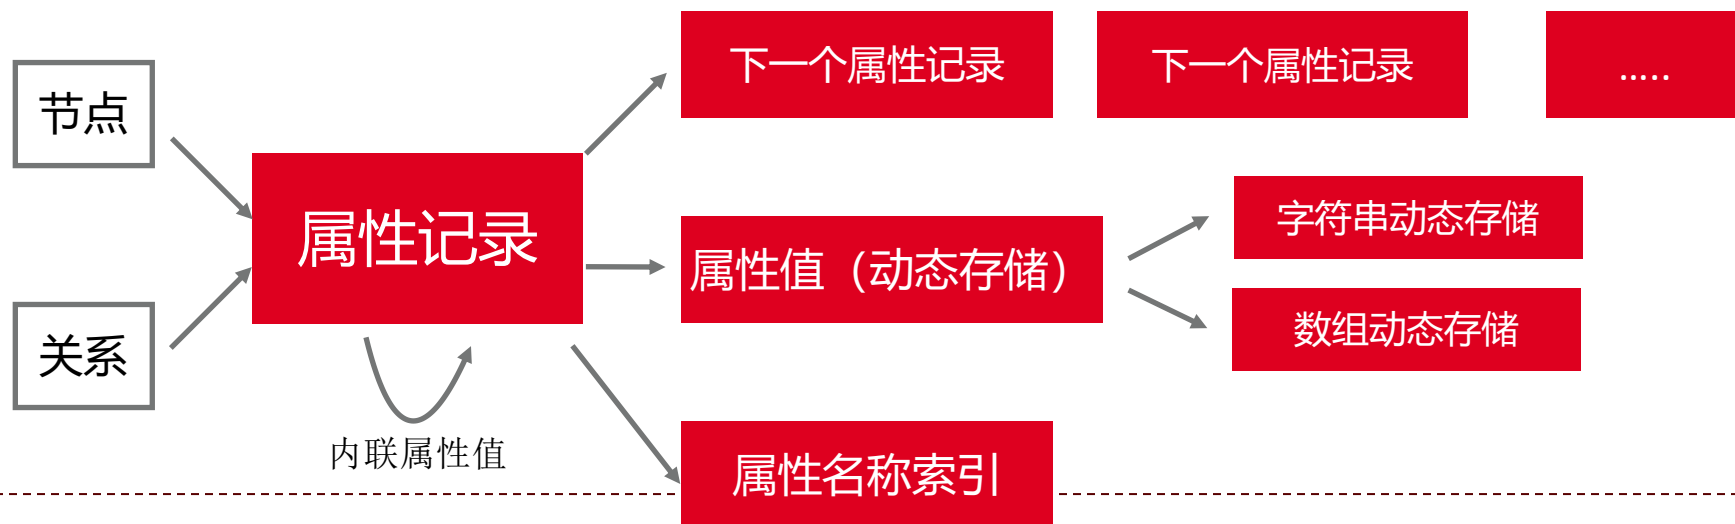 节点
关系
属性记录
内联属性值
下一个属性记录
下一个属性记录
.....
属性值（动态存储）
字符串动态存储
数组动态存储
属性名称索引